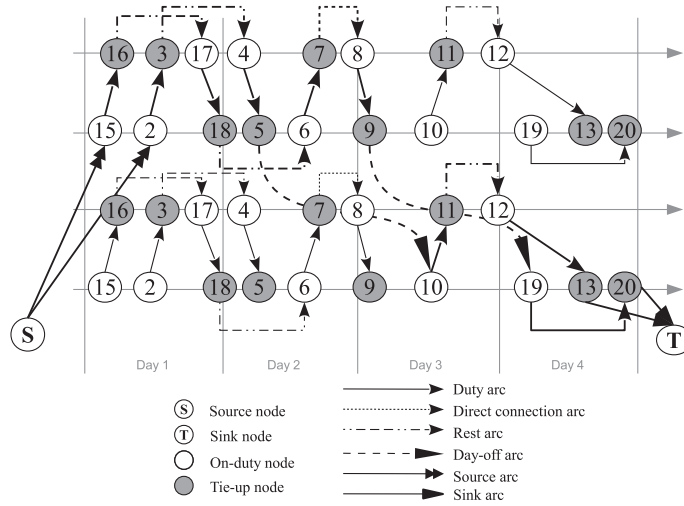 16 3 17 4 7 8 11 12
15 2 18 5 6 9 10 19 13 20
16 3 17 4 7 8 11 12
15 2 18 5 6 9 10 19 13 20
S T
Day 1 Day 2 Day 3 Day 4
S Source node
T Sink node
On-duty node
Tie-up node
Duty arc
Direct connection arc
Rest arc
Day-off arc
Source arc
Sink arc